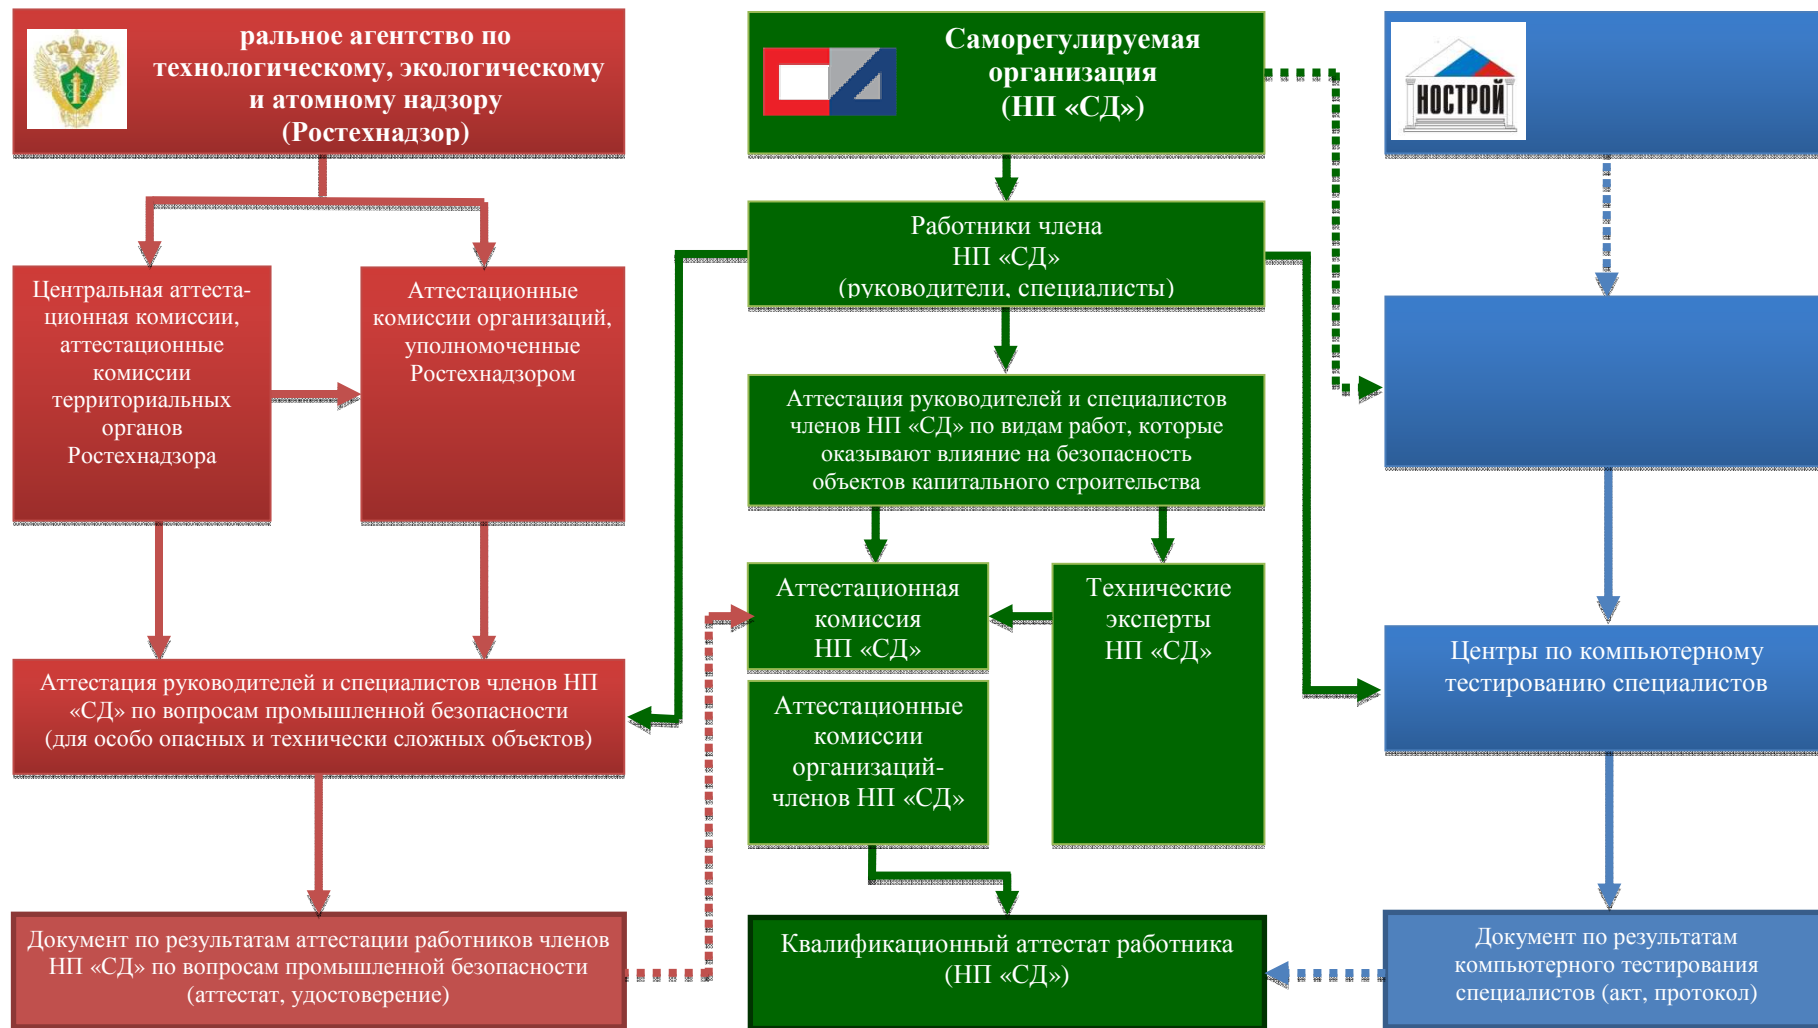 ральное агентство по
технологическому, экологическому
и атомному надзору
(Ростехнадзор)
Центральная аттеста-
ционная комиссии,
аттестационные
комиссии
территориальных
органов
Ростехнадзора
Аттестационные
комиссии организаций,
уполномоченные
Ростехнадзором
Аттестация руководителей и специалистов членов НП
«СД» по вопросам промышленной безопасности
(для особо опасных и технически сложных объектов)
Документ по результатам аттестации работников членов
НП «СД» по вопросам промышленной безопасности
(аттестат, удостоверение)
СД
Саморегулируемая
организация
(НП «СД»)
Работники члена
НП «СД»
(руководители, специалисты)
Аттестация руководителей и специалистов
членов НП «СД» по видам работ, которые
оказывают влияние на безопасность
объектов капитального строительства
Аттестационная
комиссия
НП «СД»
Технические
эксперты
НП «СД»
Аттестационные
комиссии
организаций-
членов НП «СД»
Квалификационный аттестат работника
(НП «СД»)
НОСТРОЙ
Центры по компьютерному
тестированию специалистов
Документ по результатам
компьютерного тестирования
специалистов (акт, протокол)